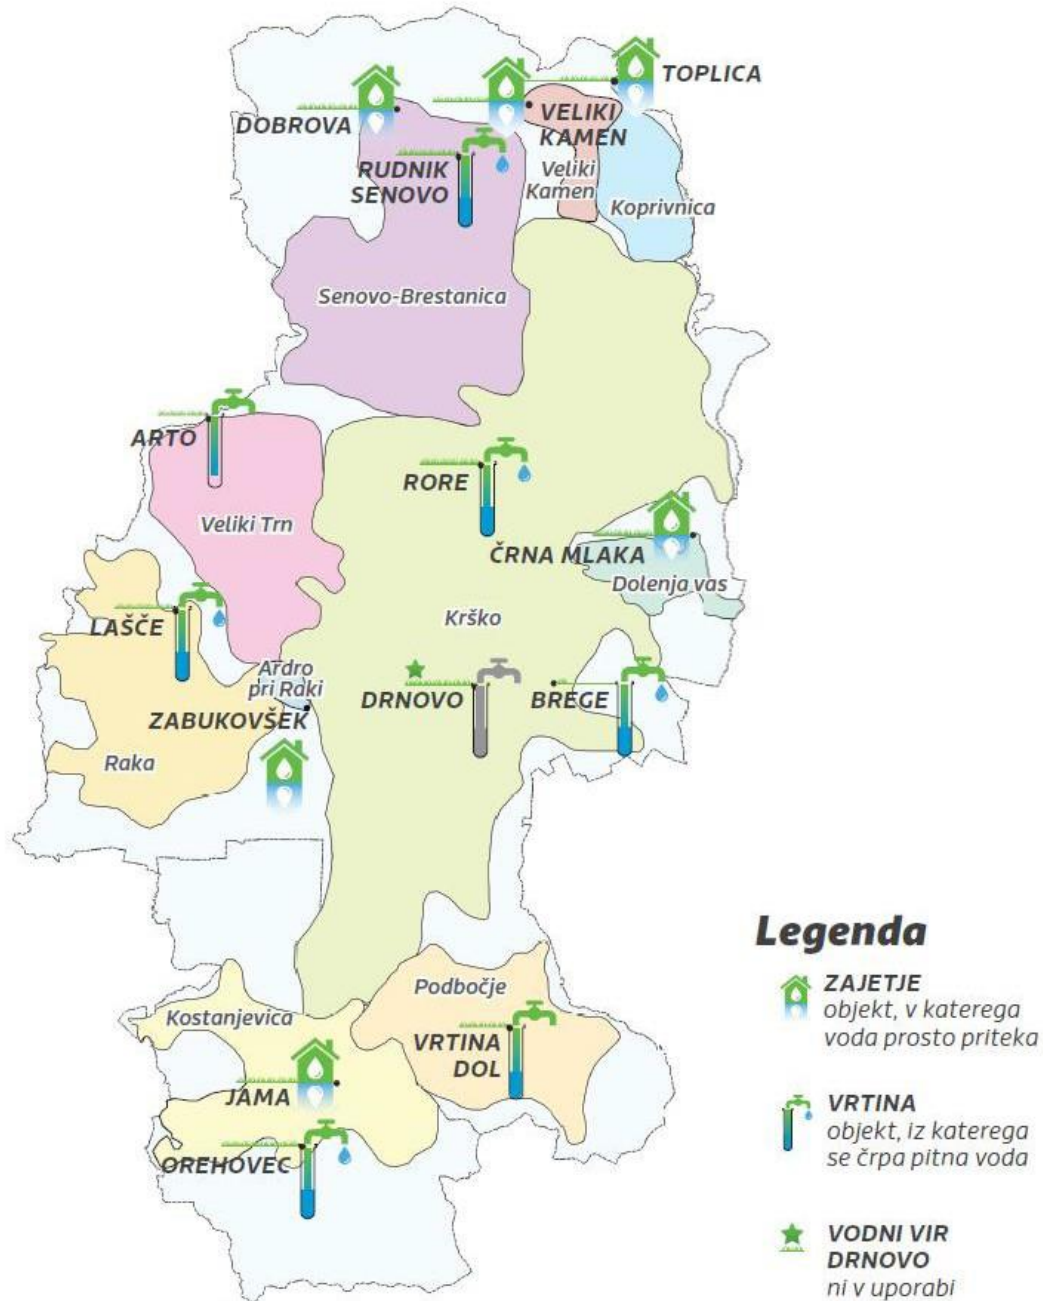 TOPLICA
DOBROVA
VELIKI
KAMEN
RUDNIK
SENOVO
Veliki
Kamen
Koprivnica
Senovo-Brestanica
ARTO
RORE
Veliki Trn
ČRNA MLAKA
Dolenja vas
LAŠČE
Krško
Ardro
pri Raki
DRNOVO
BREGE
ZABUKOVŠEK
Raka
Legenda
ZAJETJE
objekt, v katerega
voda prosto priteka
Podbočje
Kostanjevica
VRTINA
DOL
JAMA
VRTINA
objekt, iz katerega
se črpa pitna voda
OREHOVEC
VODNI VIR
DRNOVO
ni v uporabi